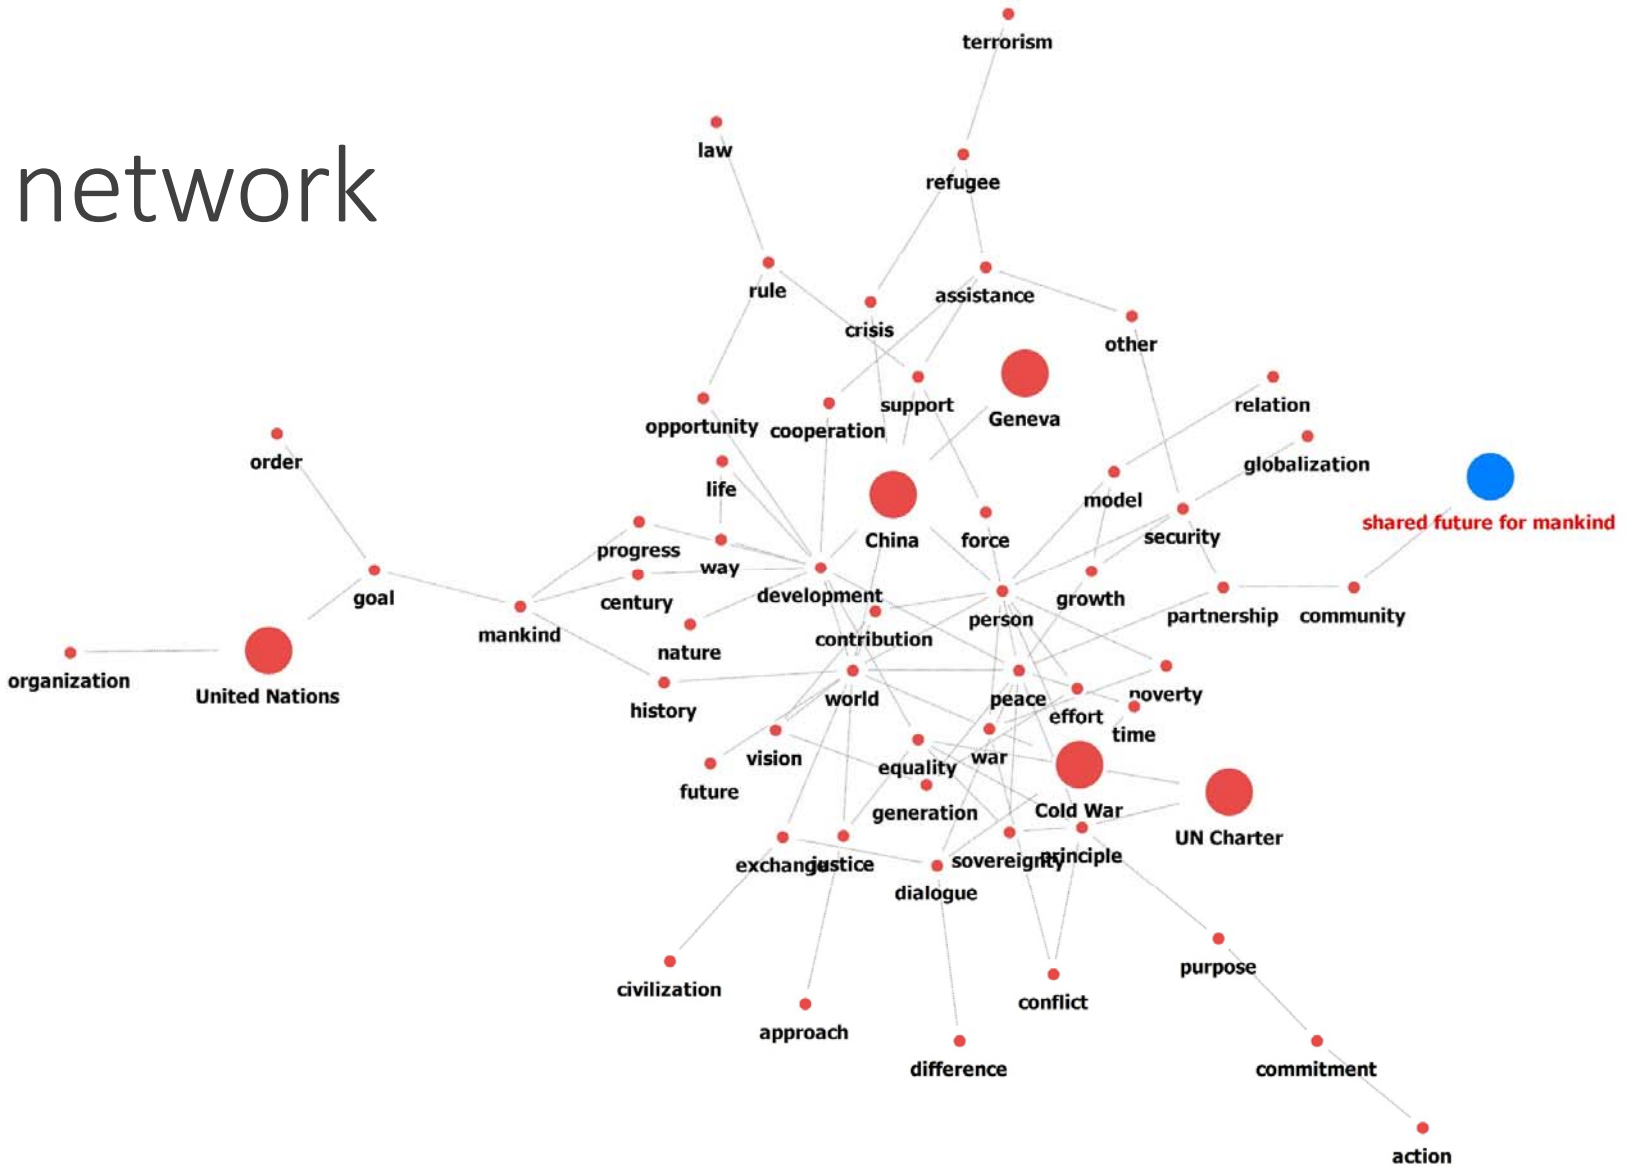 terrorism
law
network
refugee
rule
assistance
crisis
other
support
relation
Geneva
opportunity
cooperation
order
globalization
life
model
shared future for mankind
China
force
security
progress
way
development
century
growth
goal
partnership
community
person
mankind
contribution
nature
organization
United Nations
poverty
world
peace
history
effort
time
war
vision
equality
future
Cold War
generation
UN Charter
principle
sovereignty
exchange
justice
dialogue
purpose
civilization
conflict
approach
difference
commitment
action